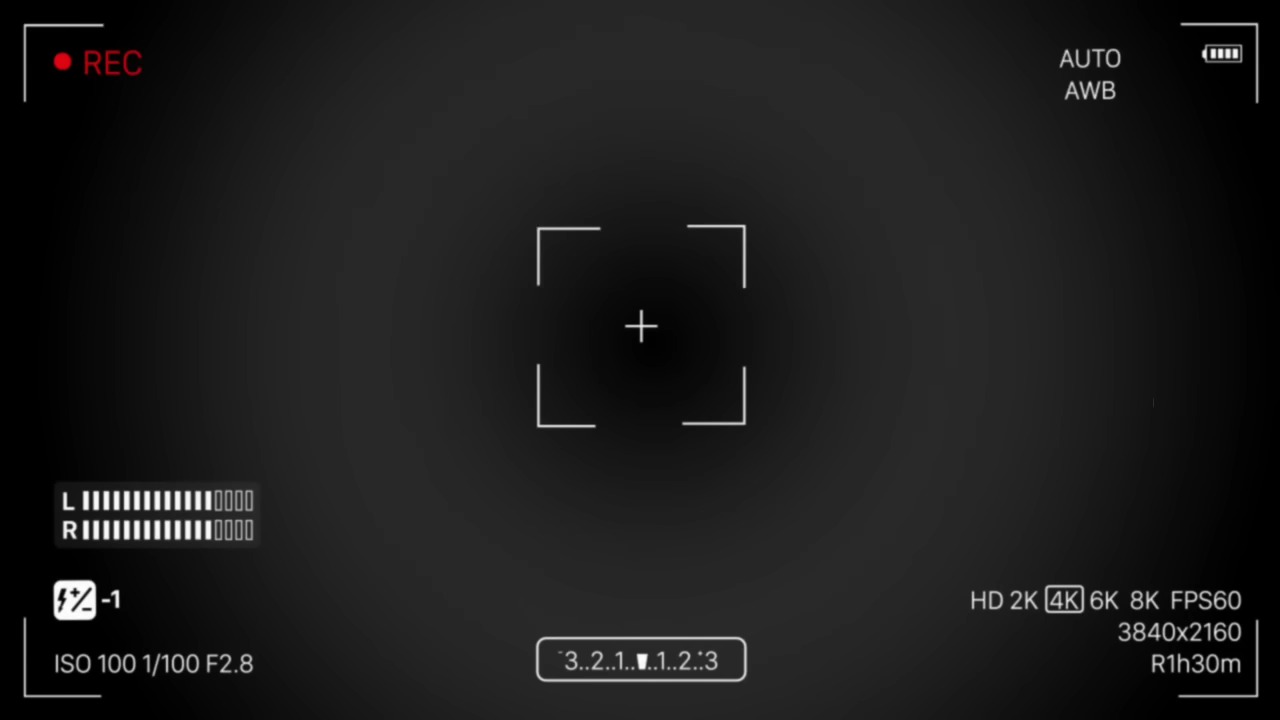 REC
AUTO
AWB
L
R
-1
HD 2K 4K 6K 8K FPS60
3840x2160
ISO 100 1/100 F2.8
-3..2..1....1..2..+3
R1h30m